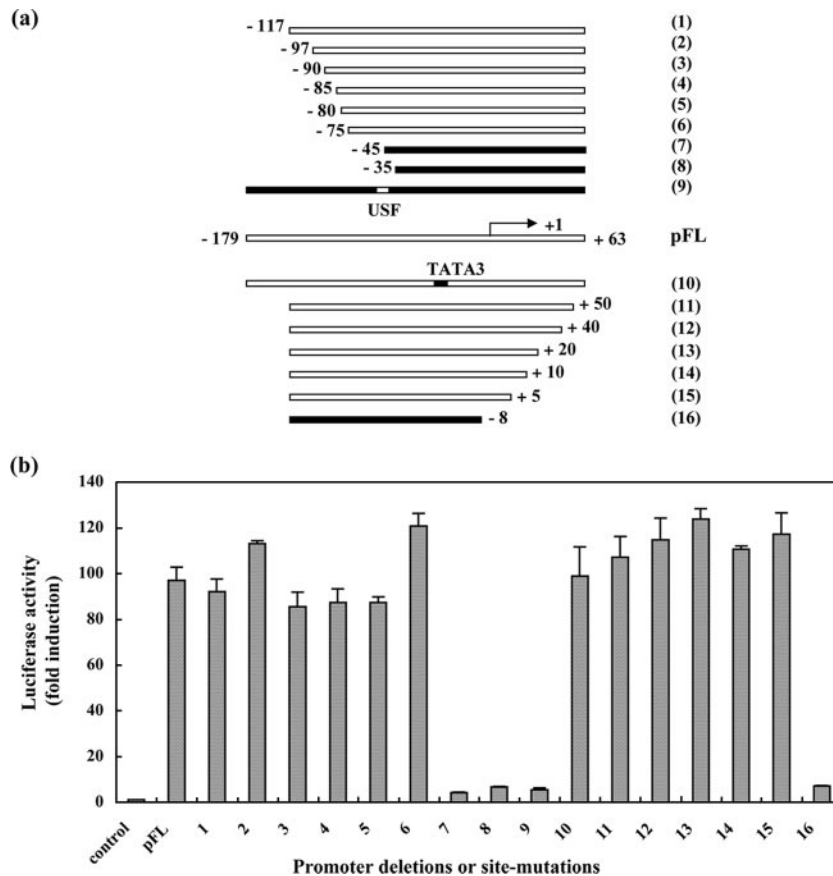 (a)
- 117 (1)
- 97 (2)
- 90 (3)
- 85 (4)
- 80 (5)
- 75 (6)
- 45 (7)
- 35 (8)
(9)
USF
+1
- 179 + 63 pFL
TATA3
(10)
+ 50 (11)
+ 40 (12)
+ 20 (13)
+ 10 (14)
+ 5 (15)
- 8 (16)
(b)
140
120
100
80
60
40
20
0
Luciferase activity
(fold induction)
control pFL 1 2 3 4 5 6 7 8 9 10 11 12 13 14 15 16
Promoter deletions or site-mutations